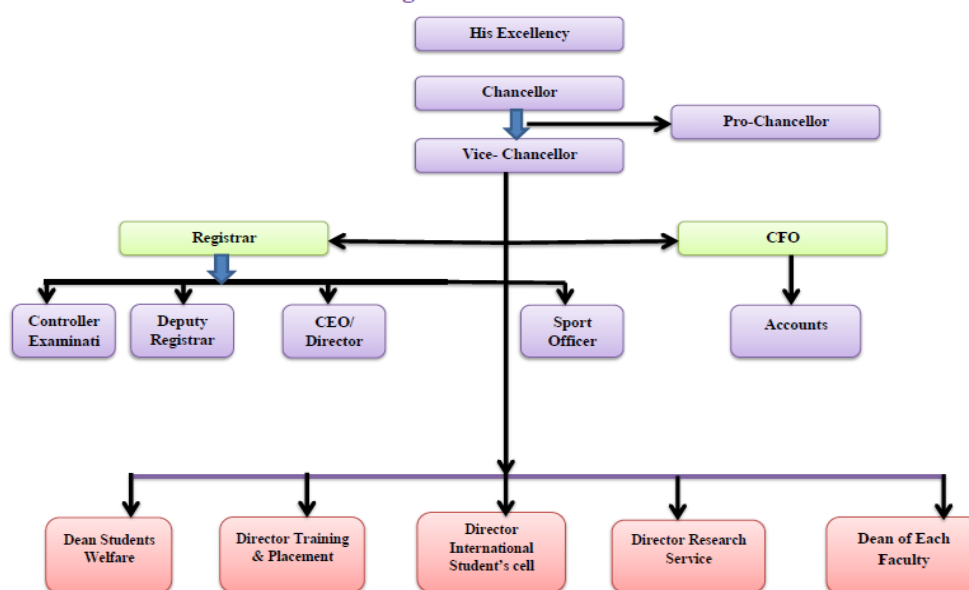 His Excellency
Chancellor
Pro-Chancellor
Vice- Chancellor
Registrar
CFO
Controller
Examinati
Deputy
Registrar
CEO/
Director
Sport
Officer
Accounts
Dean Students
Welfare
Director Training
& Placement
Director
International
Student's cell
Director Research
Service
Dean of Each
Faculty